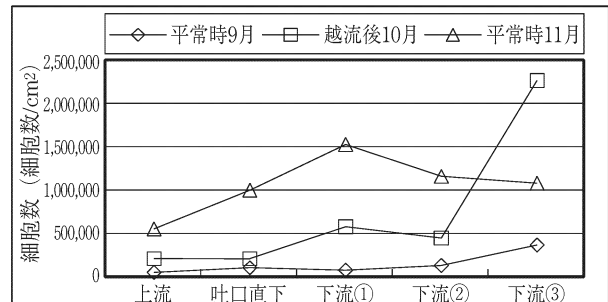 平常時9月 越流後10月 平常時11月
細胞数 (細胞数/cm²)
2,500,000
2,000,000
1,500,000
1,000,000
500,000
0
上流 吐口直下 下流① 下流② 下流③